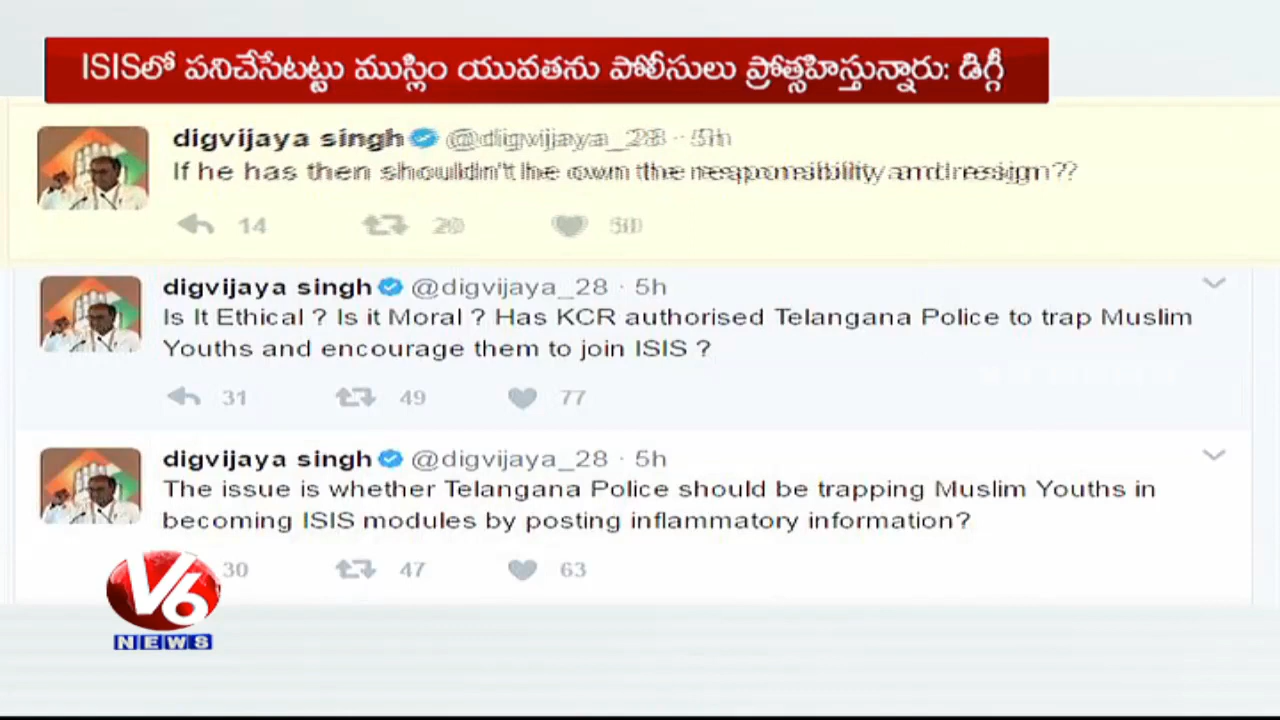 ISISలో పనిచేసేటట్టు ముస్లిం యువతను పోలీసులు ప్రోత్సహిస్తున్నారు: డిగ్గీ
digvijaya singh @digvijaya_28 · 5h
If he has then shouldn't he own the responsibility and resign?
14 20
digvijaya singh @digvijaya_28 · 5h
Is It Ethical ? Is it Moral ? Has KCR authorised Telangana Police to trap Muslim
Youths and encourage them to join ISIS ?
31 49 77
digvijaya singh @digvijaya_28 · 5h
The issue is whether Telangana Police should be trapping Muslim Youths in
becoming ISIS modules by posting inflammatory information?
30 47 63
V6
NEWS